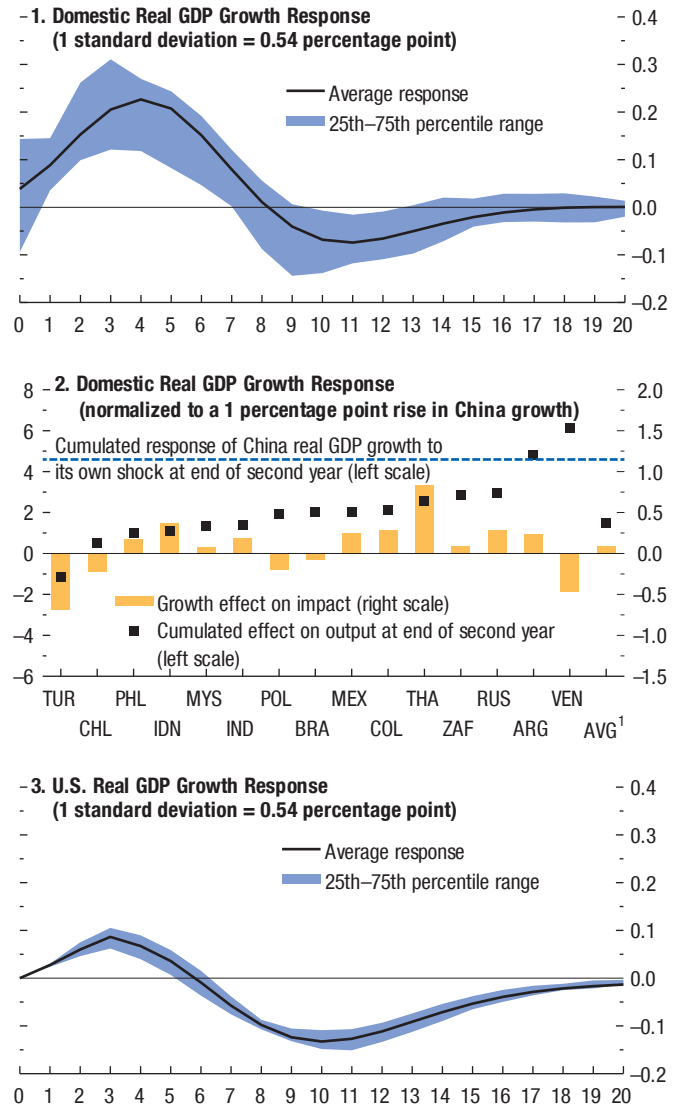 1. Domestic Real GDP Growth Response
(1 standard deviation = 0.54 percentage point)
0.4
0.3
0.2
0.1
0.0
–0.1
–0.2
Average response
25th–75th percentile range
0 1 2 3 4 5 6 7 8 9 10 11 12 13 14 15 16 17 18 19 20
2. Domestic Real GDP Growth Response
(normalized to a 1 percentage point rise in China growth)
8
6
4
2
0
–2
–4
–6
2.0
1.5
1.0
0.5
0.0
–0.5
–1.0
–1.5
Cumulated response of China real GDP growth to
its own shock at end of second year (left scale)
Growth effect on impact (right scale)
Cumulated effect on output at end of second year
(left scale)
TUR PHL MYS POL MEX THA RUS VEN
CHL IDN IND BRA COL ZAF ARG AVG¹
3. U.S. Real GDP Growth Response
(1 standard deviation = 0.54 percentage point)
0.4
0.3
0.2
0.1
0.0
–0.1
–0.2
Average response
25th–75th percentile range
0 1 2 3 4 5 6 7 8 9 10 11 12 13 14 15 16 17 18 19 20